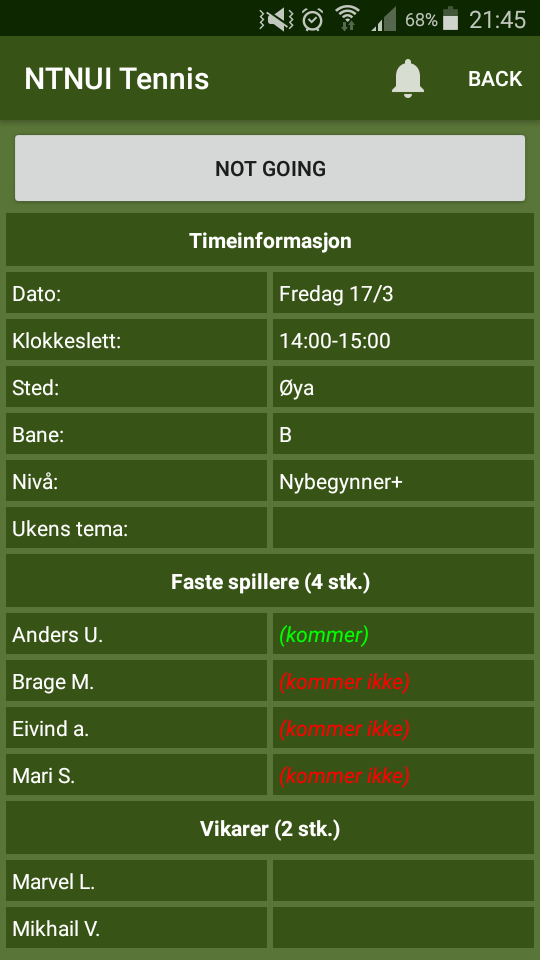 68% 21:45
NTNUI Tennis BACK
NOT GOING
Timeinformasjon
Dato: Fredag 17/3
Klokkeslett: 14:00-15:00
Sted: Øya
Bane: B
Nivå: Nybegynner+
Ukens tema:
Faste spillere (4 stk.)
Anders U. (kommer)
Brage M. (kommer ikke)
Eivind a. (kommer ikke)
Mari S. (kommer ikke)
Vikarer (2 stk.)
Marvel L.
Mikhail V.